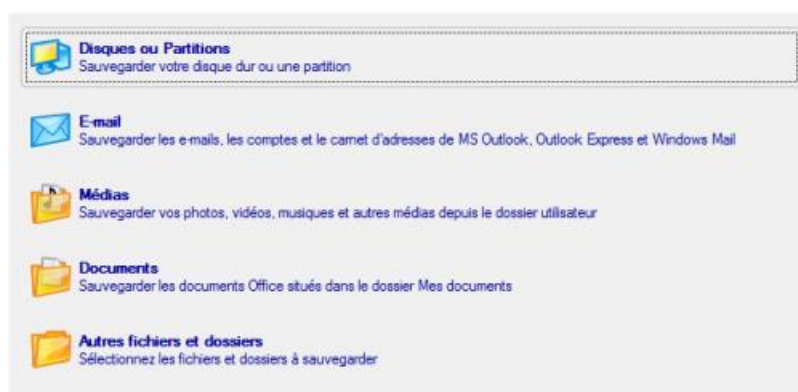 Disques ou Partitions
Sauvegarder votre disque dur ou une partition
E-mail
Sauvegarder les e-mails, les comptes et le carnet d'adresses de MS Outlook, Outlook Express et Windows Mail
Médias
Sauvegarder vos photos, vidéos, musiques et autres médias depuis le dossier utilisateur
Documents
Sauvegarder les documents Office situés dans le dossier Mes documents
Autres fichiers et dossiers
Sélectionnez les fichiers et dossiers à sauvegarder